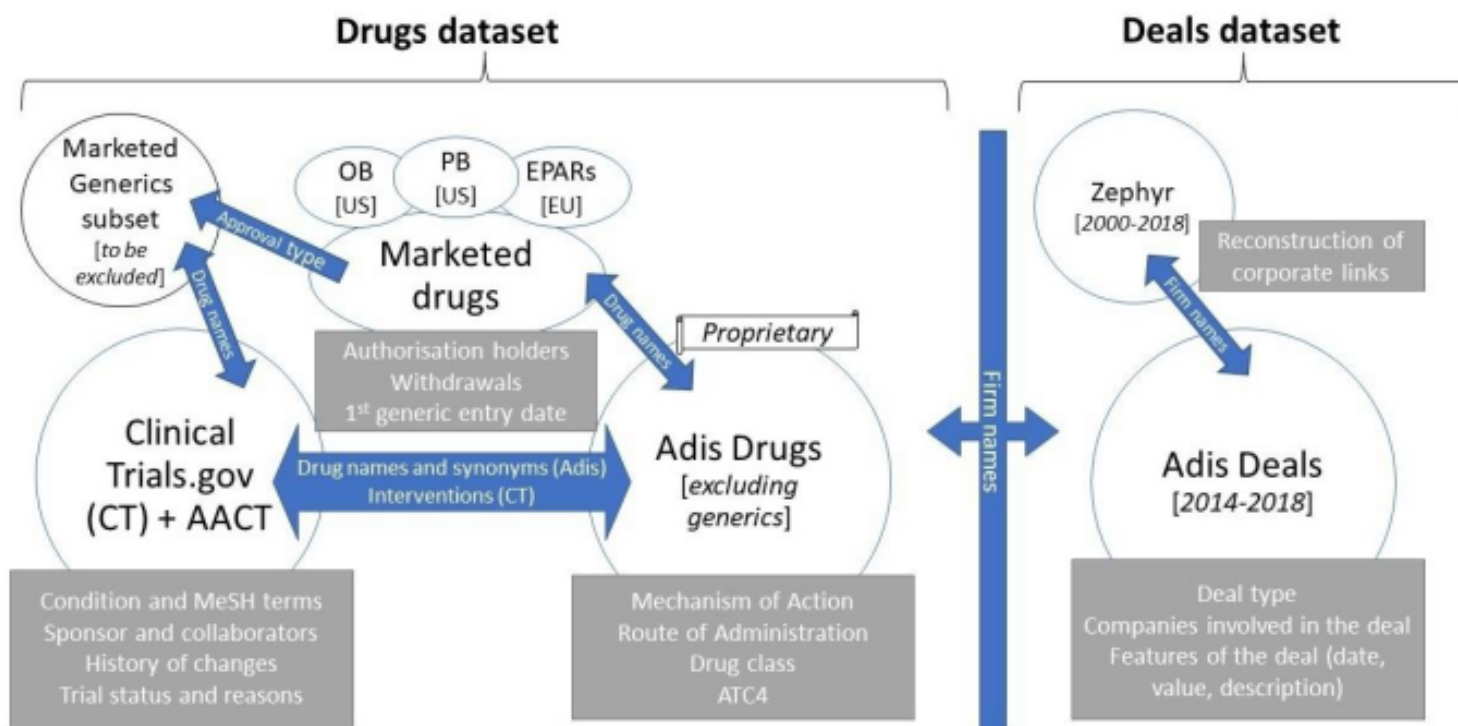 Drugs dataset
Deals dataset
Marketed
Generics
subset
[to be
excluded]
OB
[US]
PB
[US]
EPARs
[EU]
Approval type
Marketed
drugs
Drug names
Drug names
Authorisation holders
Withdrawals
1st generic entry date
Proprietary
Clinical
Trials.gov
(CT) + AACT
Drug names and synonyms (Adis)
Interventions (CT)
Adis Drugs
[excluding
generics]
Condition and MeSH terms
Sponsor and collaborators
History of changes
Trial status and reasons
Mechanism of Action
Route of Administration
Drug class
ATC4
Firm names
Zephyr
[2000-2018]
Reconstruction of
corporate links
Firm names
Adis Deals
[2014-2018]
Deal type
Companies involved in the deal
Features of the deal (date,
value, description)